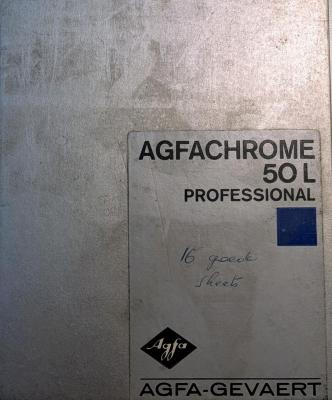 AGFACHROME
50 L
PROFESSIONAL
16 goede
sheets
Agfa
AGFA-GEVAERT